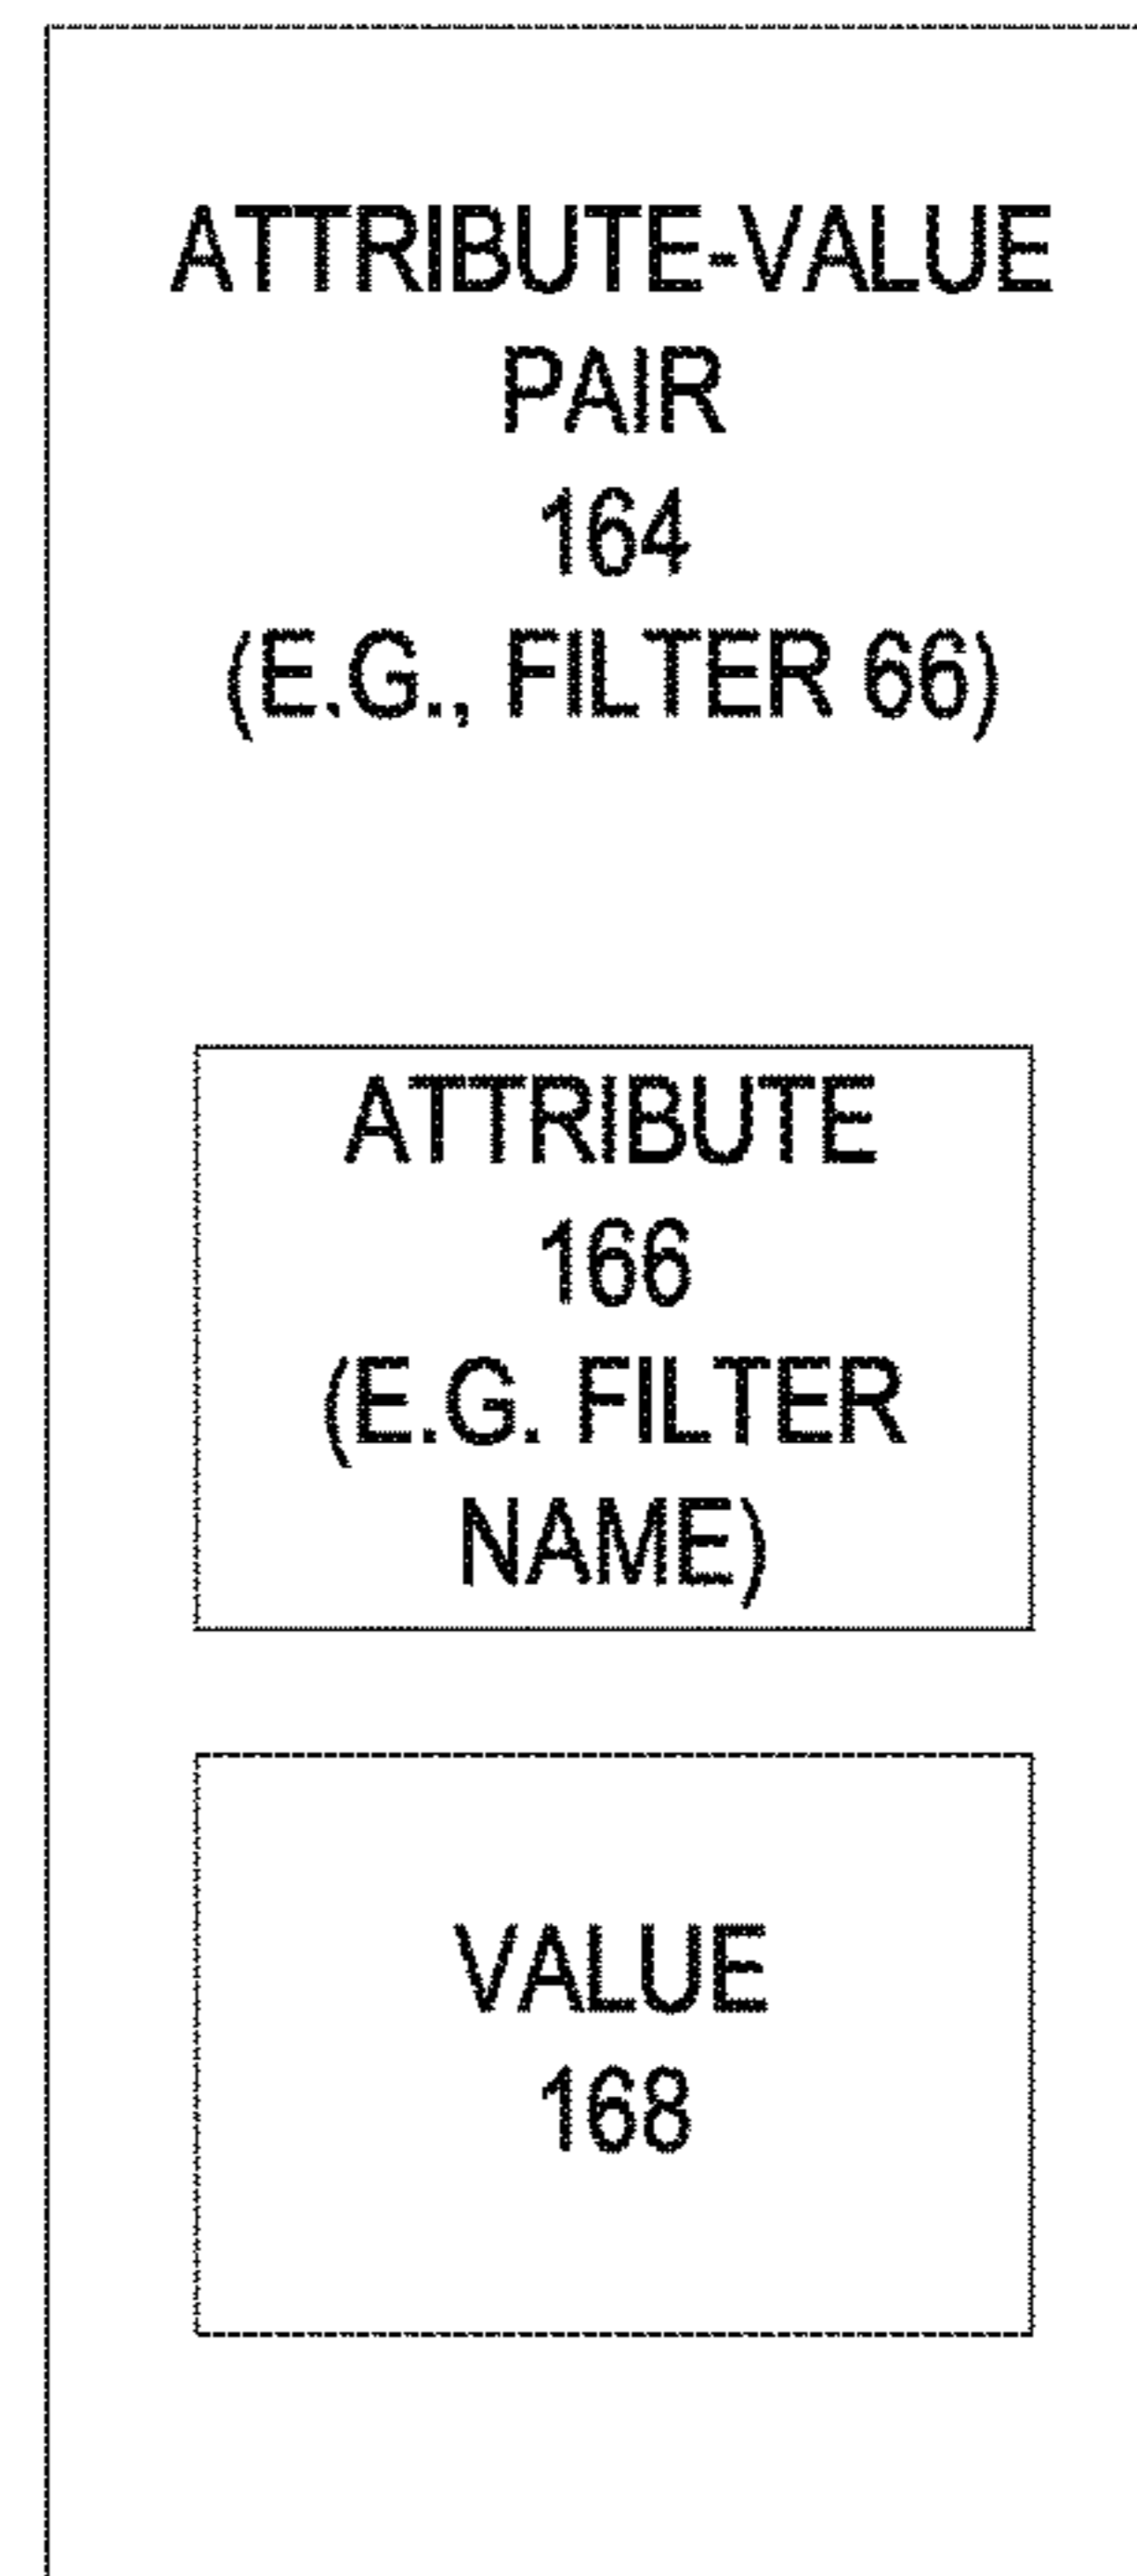 ATTRIBUTE-VALUE
PAIR
164
(E.G., FILTER 66)
ATTRIBUTE
166
(E.G. FILTER
NAME)
VALUE
168